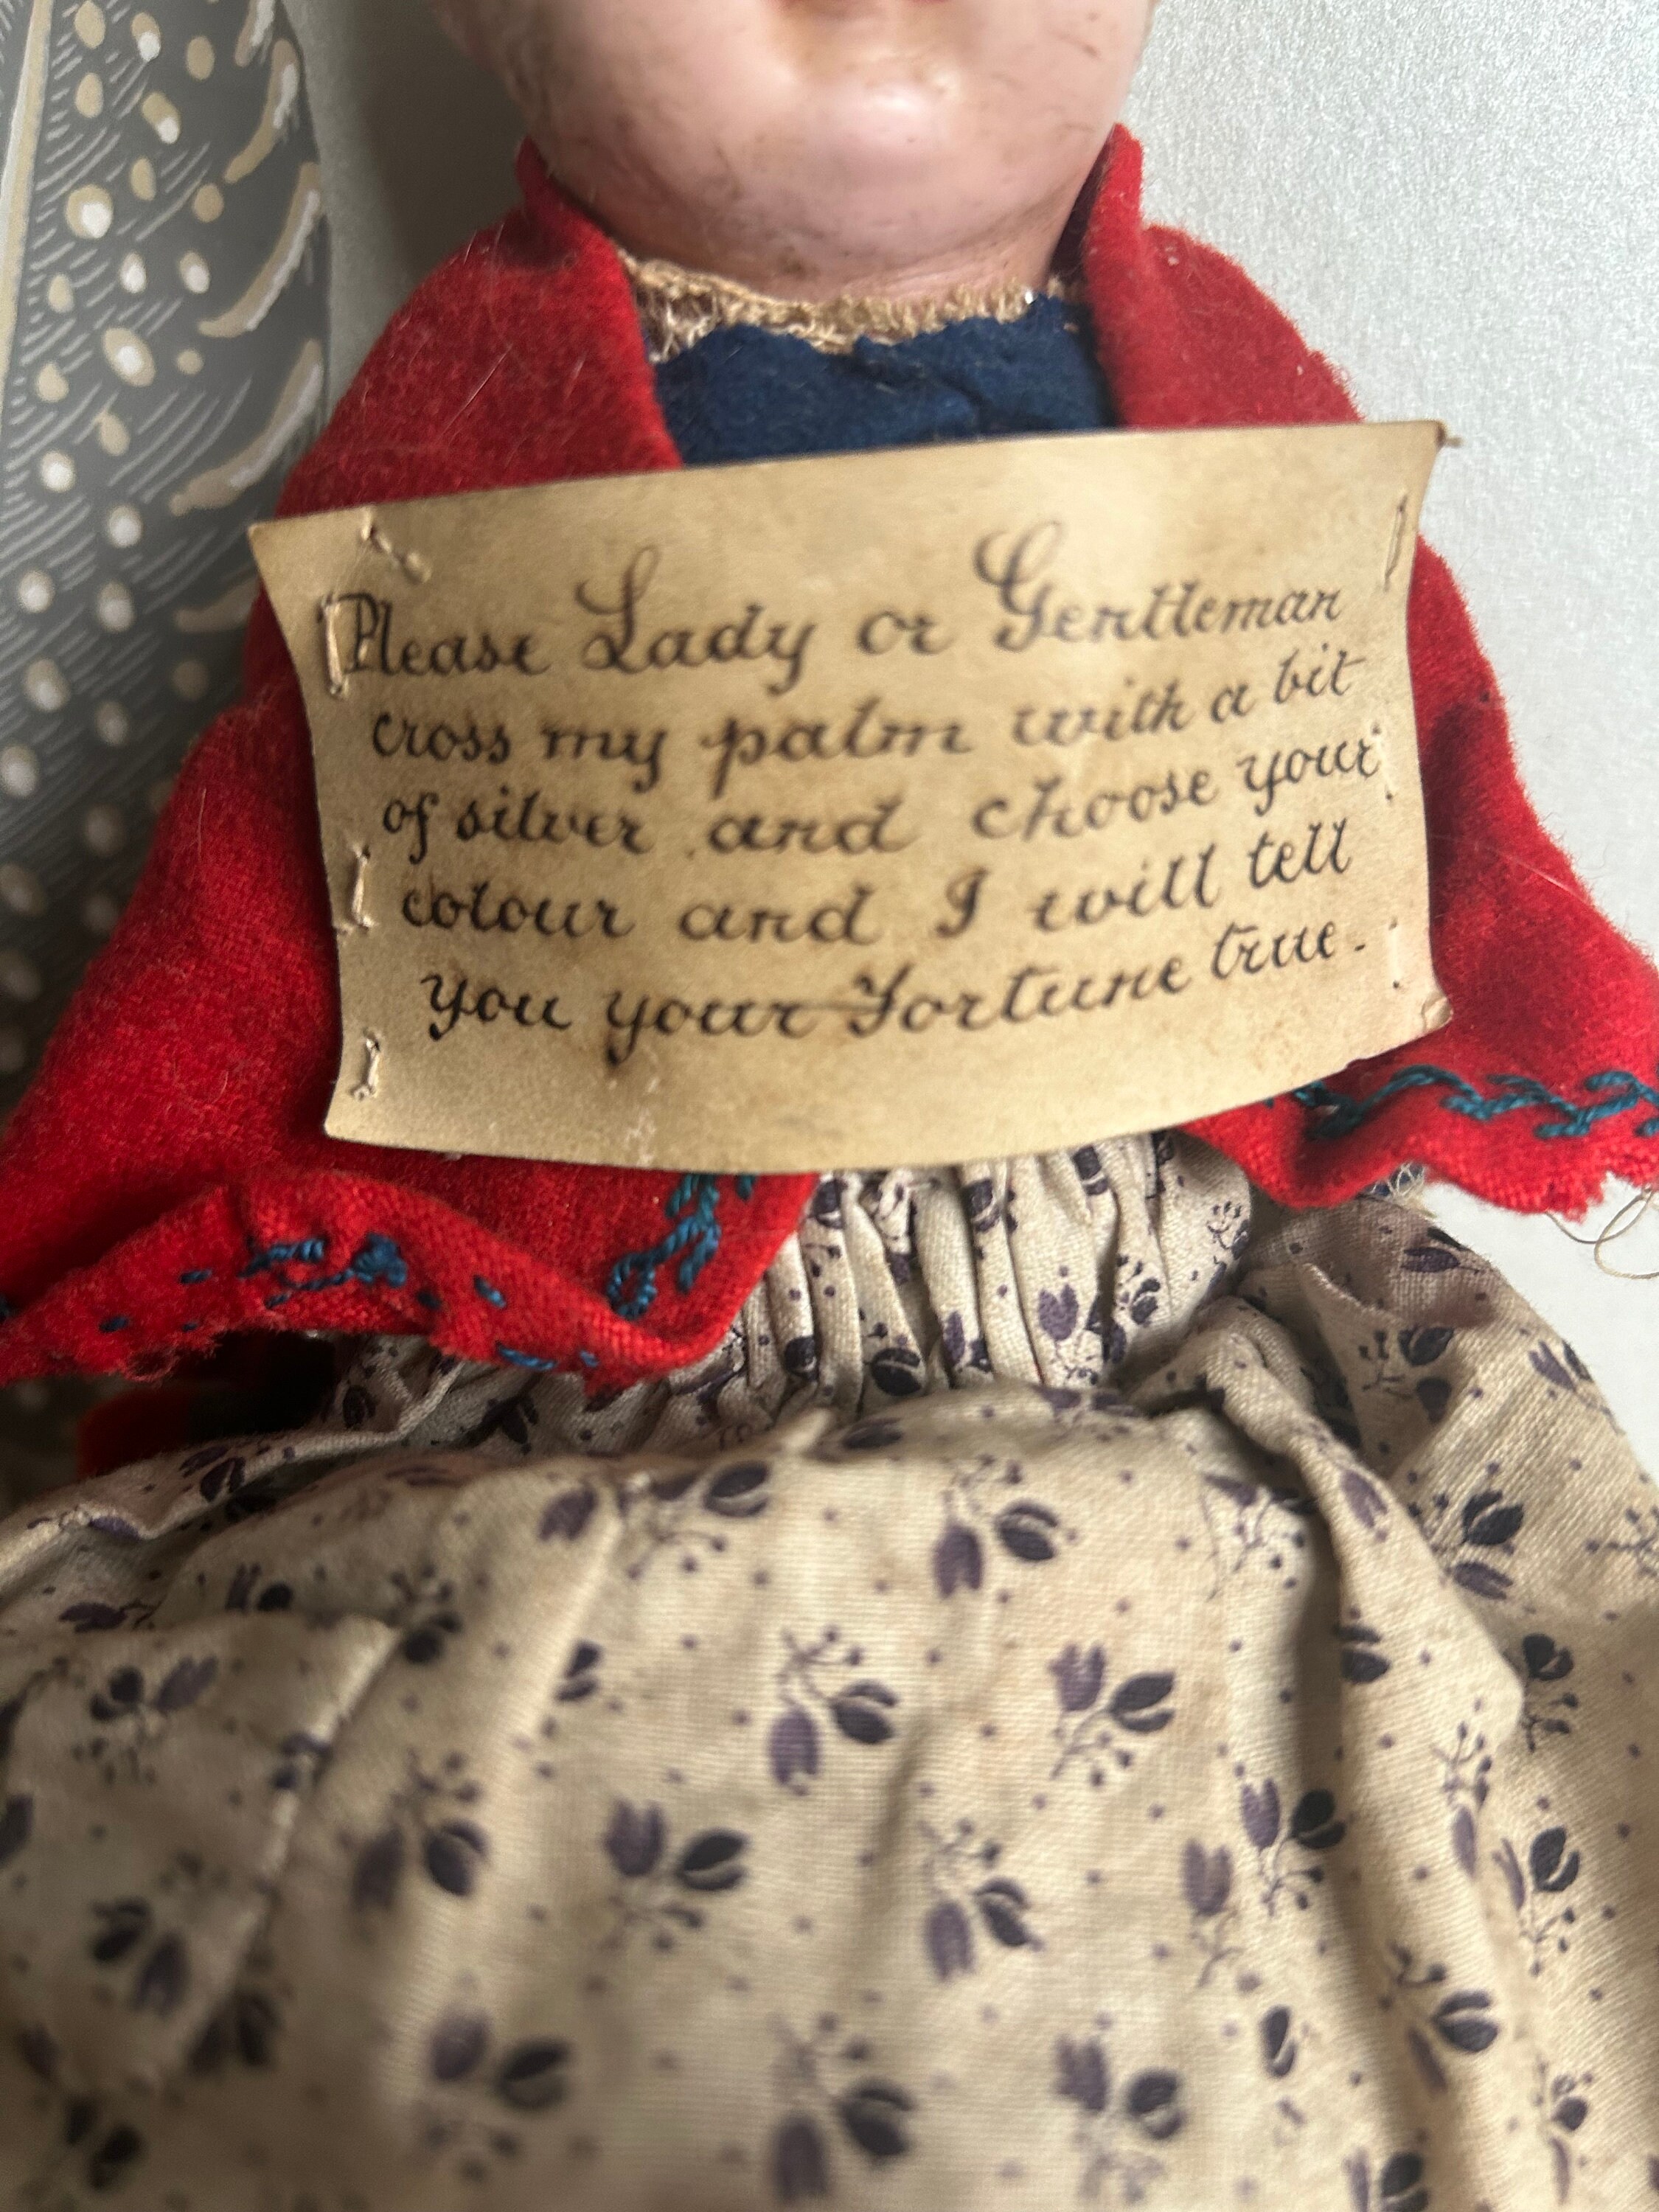 Please Lady or Gentleman
cross my palm with a bit
of silver and choose your
colour and I will tell
you your Fortune true.